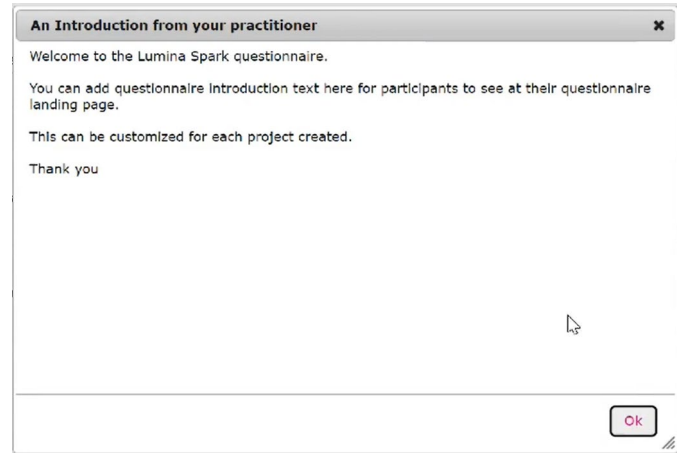 An Introduction from your practitioner
Welcome to the Lumina Spark questionnaire.
You can add questionnaire introduction text here for participants to see at their questionnaire
landing page.
This can be customized for each project created.
Thank you
Ok